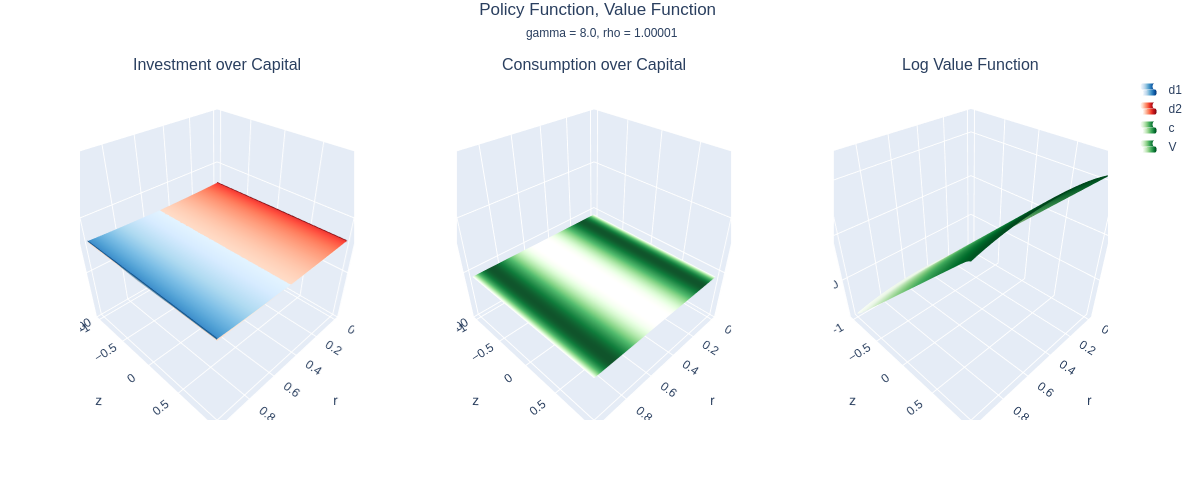 Policy Function, Value Function
gamma = 8.0, rho = 1.00001
Investment over Capital
Consumption over Capital
Log Value Function
d1
d2
c
V
−0.5
0
0.5
z
0
0.2
0.4
0.6
0.8
r
−0.5
0
0.5
z
0
0.2
0.4
0.6
0.8
r
0
−1
−0.5
0
0.5
z
0
0.2
0.4
0.6
0.8
r